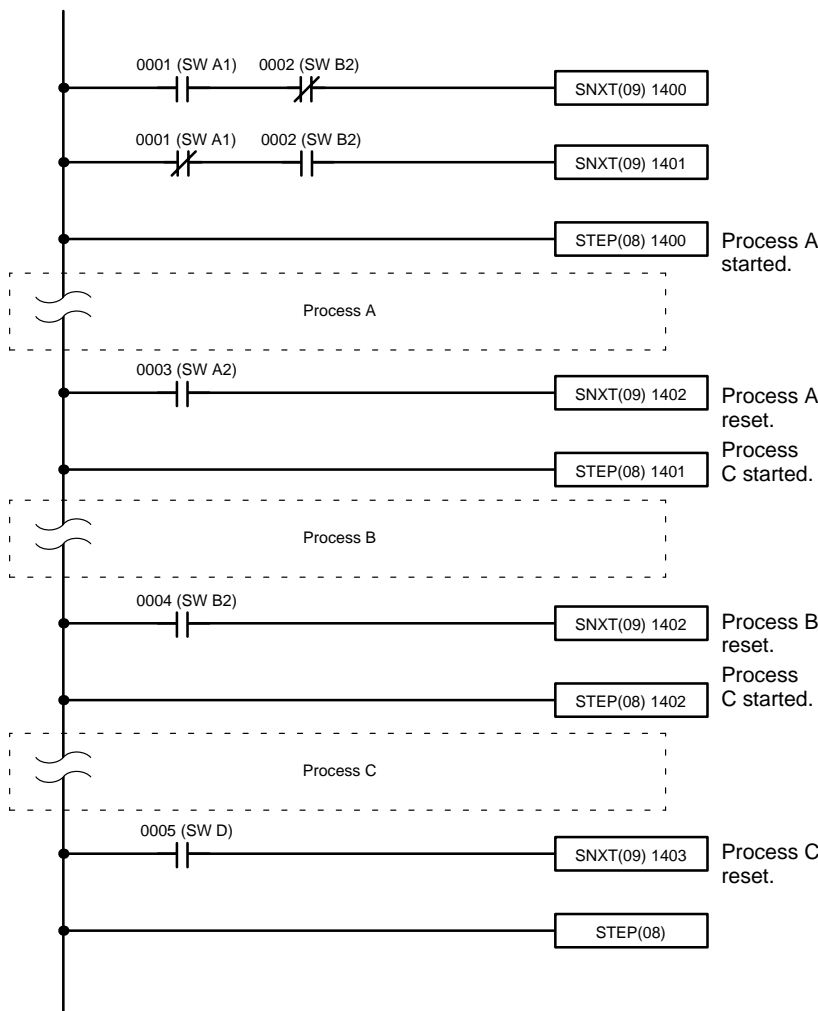 0001 (SW A1) 0002 (SW B2)
SNXT(09) 1400
0001 (SW A1) 0002 (SW B2)
SNXT(09) 1401
STEP(08) 1400
Process A
started.
Process A
0003 (SW A2)
SNXT(09) 1402
Process A
reset.
Process
C started.
STEP(08) 1401
Process B
0004 (SW B2)
SNXT(09) 1402
Process B
reset.
Process
C started.
STEP(08) 1402
Process C
0005 (SW D)
SNXT(09) 1403
Process C
reset.
STEP(08)